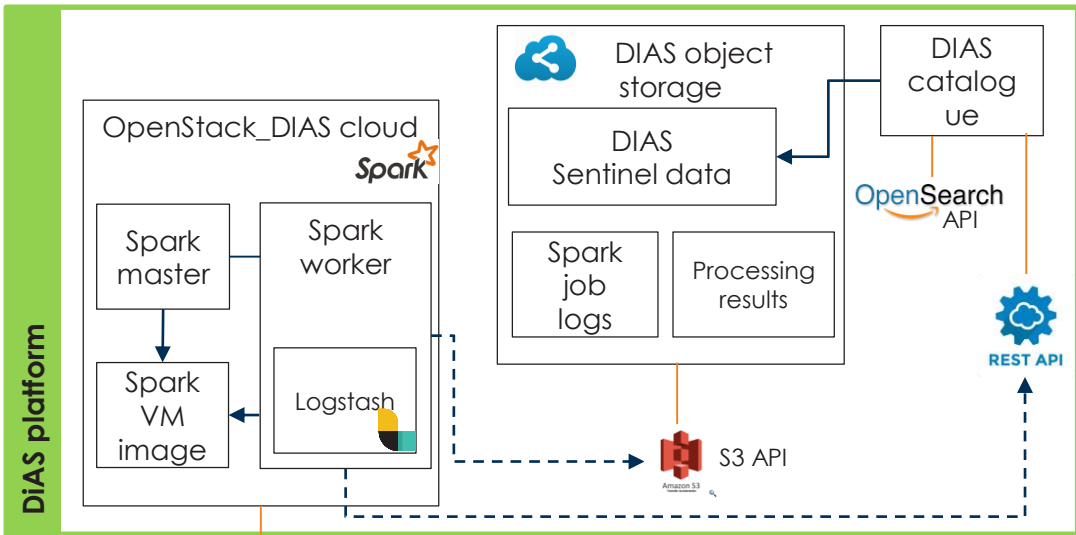 DiAS platform
OpenStack_DIAS cloud
Spark
Spark
master
Spark
worker
Spark
VM
image
Logstash
DIAS object
storage
DIAS
Sentinel data
Spark
job
logs
Processing
results
DIAS
catalog
ue
OpenSearch
API
REST API
S3 API
Amazon S3